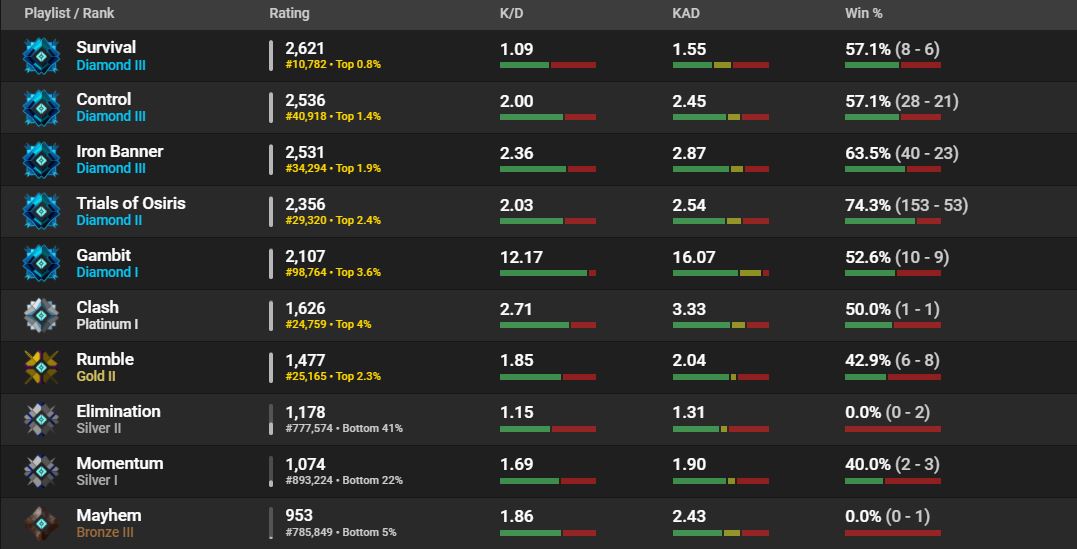 Playlist / Rank Rating K/D KAD Win %
Survival 2,621 1.09 1.55 57.1% (8 - 6)
Diamond III #10,782 • Top 0.8%
Control 2,536 2.00 2.45 57.1% (28 - 21)
Diamond III #40,918 • Top 1.4%
Iron Banner 2,531 2.36 2.87 63.5% (40 - 23)
Diamond III #34,294 • Top 1.9%
Trials of Osiris 2,356 2.03 2.54 74.3% (153 - 53)
Diamond II #29,320 • Top 2.4%
Gambit 2,107 12.17 16.07 52.6% (10 - 9)
Diamond I #98,764 • Top 3.6%
Clash 1,626 2.71 3.33 50.0% (1 - 1)
Platinum I #24,759 • Top 4%
Rumble 1,477 1.85 2.04 42.9% (6 - 8)
Gold II #25,165 • Top 2.3%
Elimination 1,178 1.15 1.31 0.0% (0 - 2)
Silver II #777,574 • Bottom 41%
Momentum 1,074 1.69 1.90 40.0% (2 - 3)
Silver I #893,224 • Bottom 22%
Mayhem 953 1.86 2.43 0.0% (0 - 1)
Bronze III #785,849 • Bottom 5%